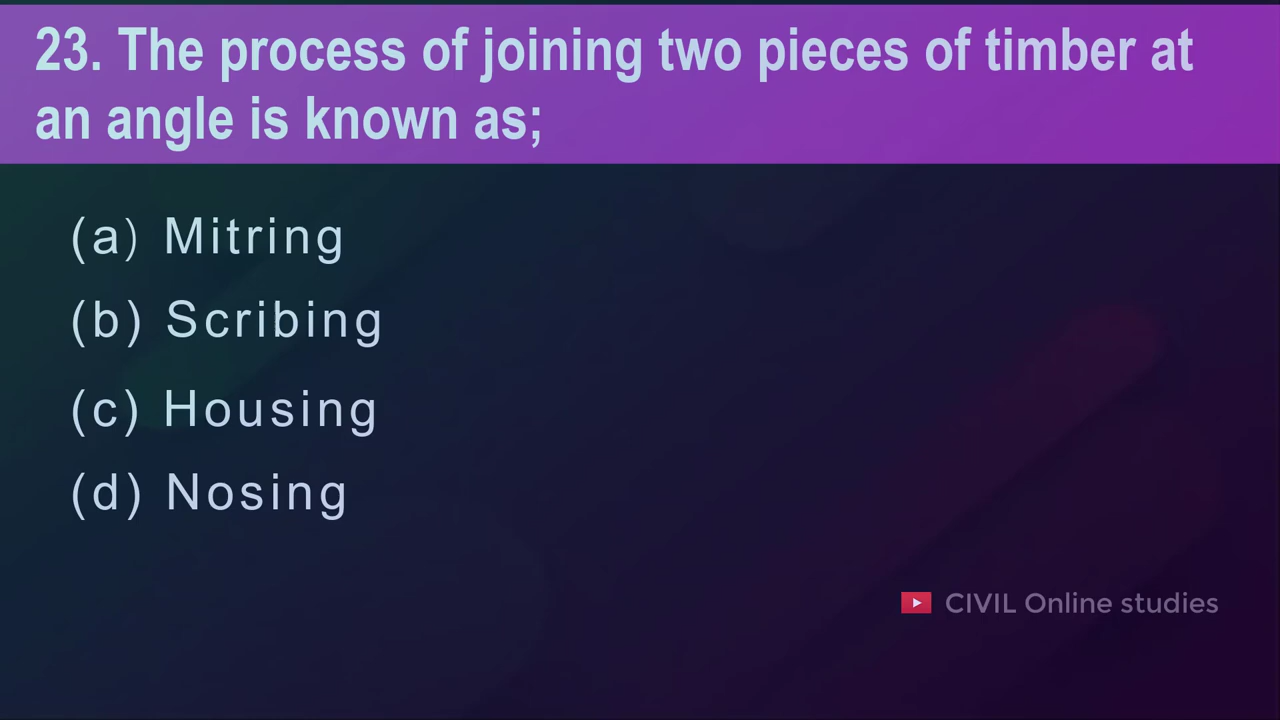 23. The process of joining two pieces of timber at
an angle is known as;
(a) Mitring
(b) Scribing
(c) Housing
(d) Nosing
CIVIL Online studies